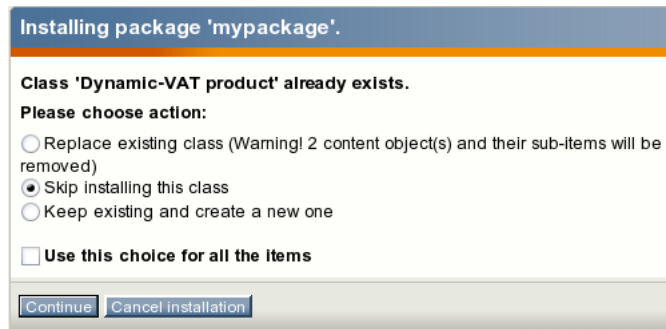 Installing package 'mypackage'.
Class 'Dynamic-VAT product' already exists.
Please choose action:
Replace existing class (Warning! 2 content object(s) and their sub-items will be
removed)
Skip installing this class
Keep existing and create a new one
Use this choice for all the items
Continue Cancel installation